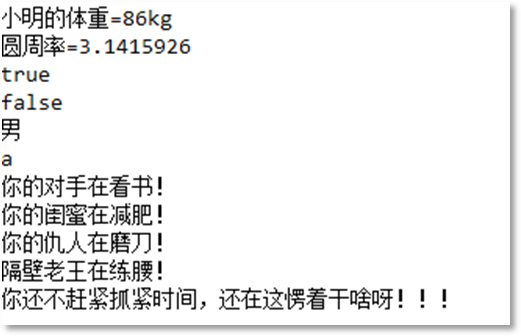 小明的体重=86kg
圆周率=3.1415926
true
false
男
a
你的对手在看书!
你的闺蜜在减肥!
你的仇人在磨刀!
隔壁老王在练腰!
你还不赶紧抓紧时间，还在这愣着干啥呀！！！